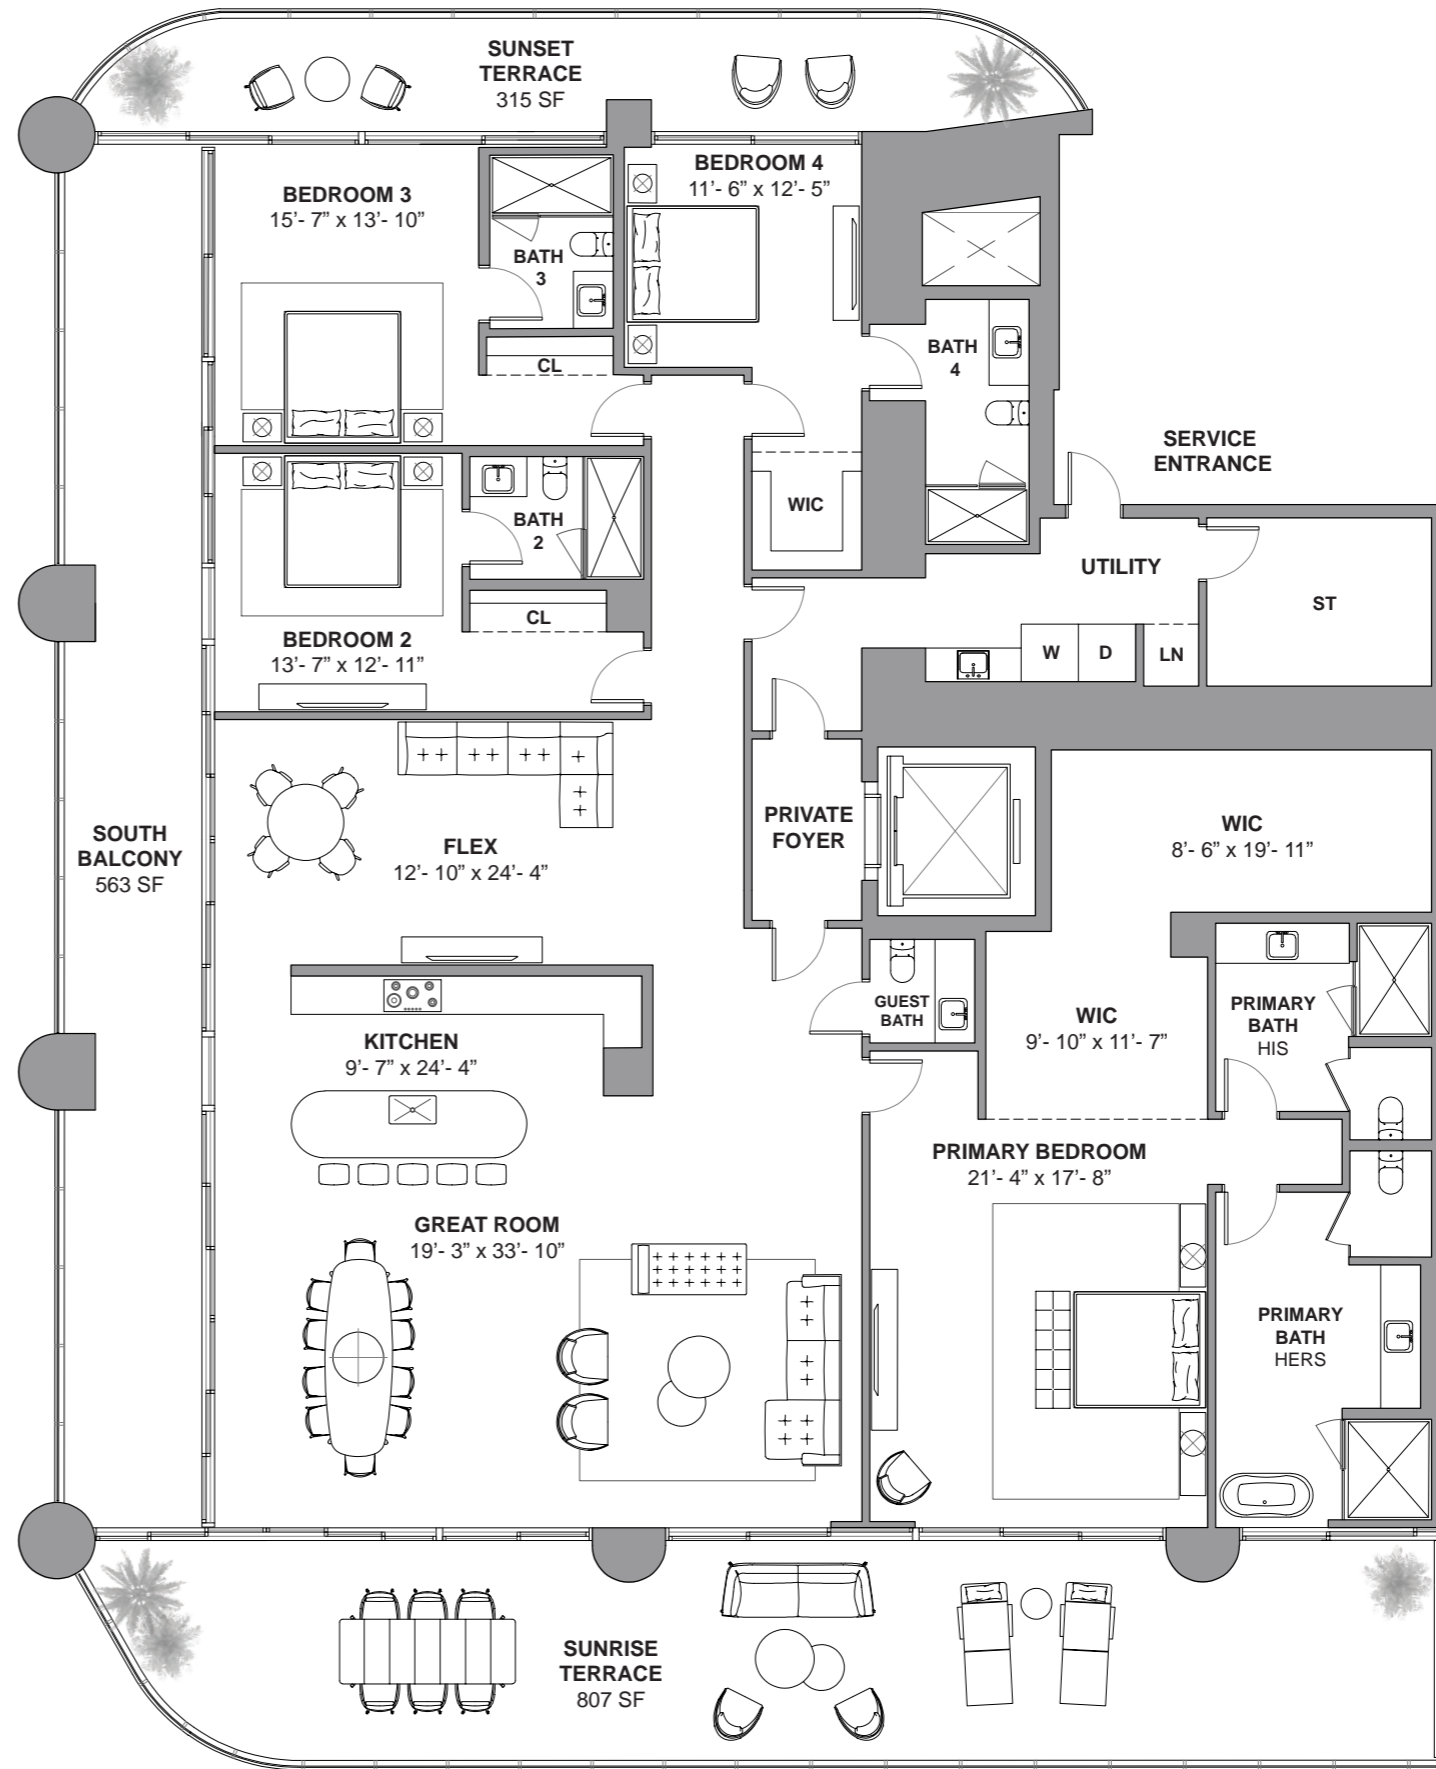 SUNSET
TERRACE
315 SF
BEDROOM 3
15’- 7” x 13’- 10”
BATH
3
CL
BEDROOM 4
11’- 6” x 12’- 5”
BATH
4
WIC
SERVICE
ENTRANCE
UTILITY
ST
W
D
LN
BATH
2
CL
BEDROOM 2
13’- 7” x 12’- 11”
SOUTH
BALCONY
563 SF
FLEX
12’- 10” x 24’- 4”
PRIVATE
FOYER
WIC
8’- 6” x 19’- 11”
KITCHEN
9’- 7” x 24’- 4”
GUEST
BATH
WIC
9’- 10” x 11’- 7”
PRIMARY
BATH
HIS
PRIMARY BEDROOM
21’- 4” x 17’- 8”
GREAT ROOM
19’- 3” x 33’- 10”
PRIMARY
BATH
HERS
SUNRISE
TERRACE
807 SF